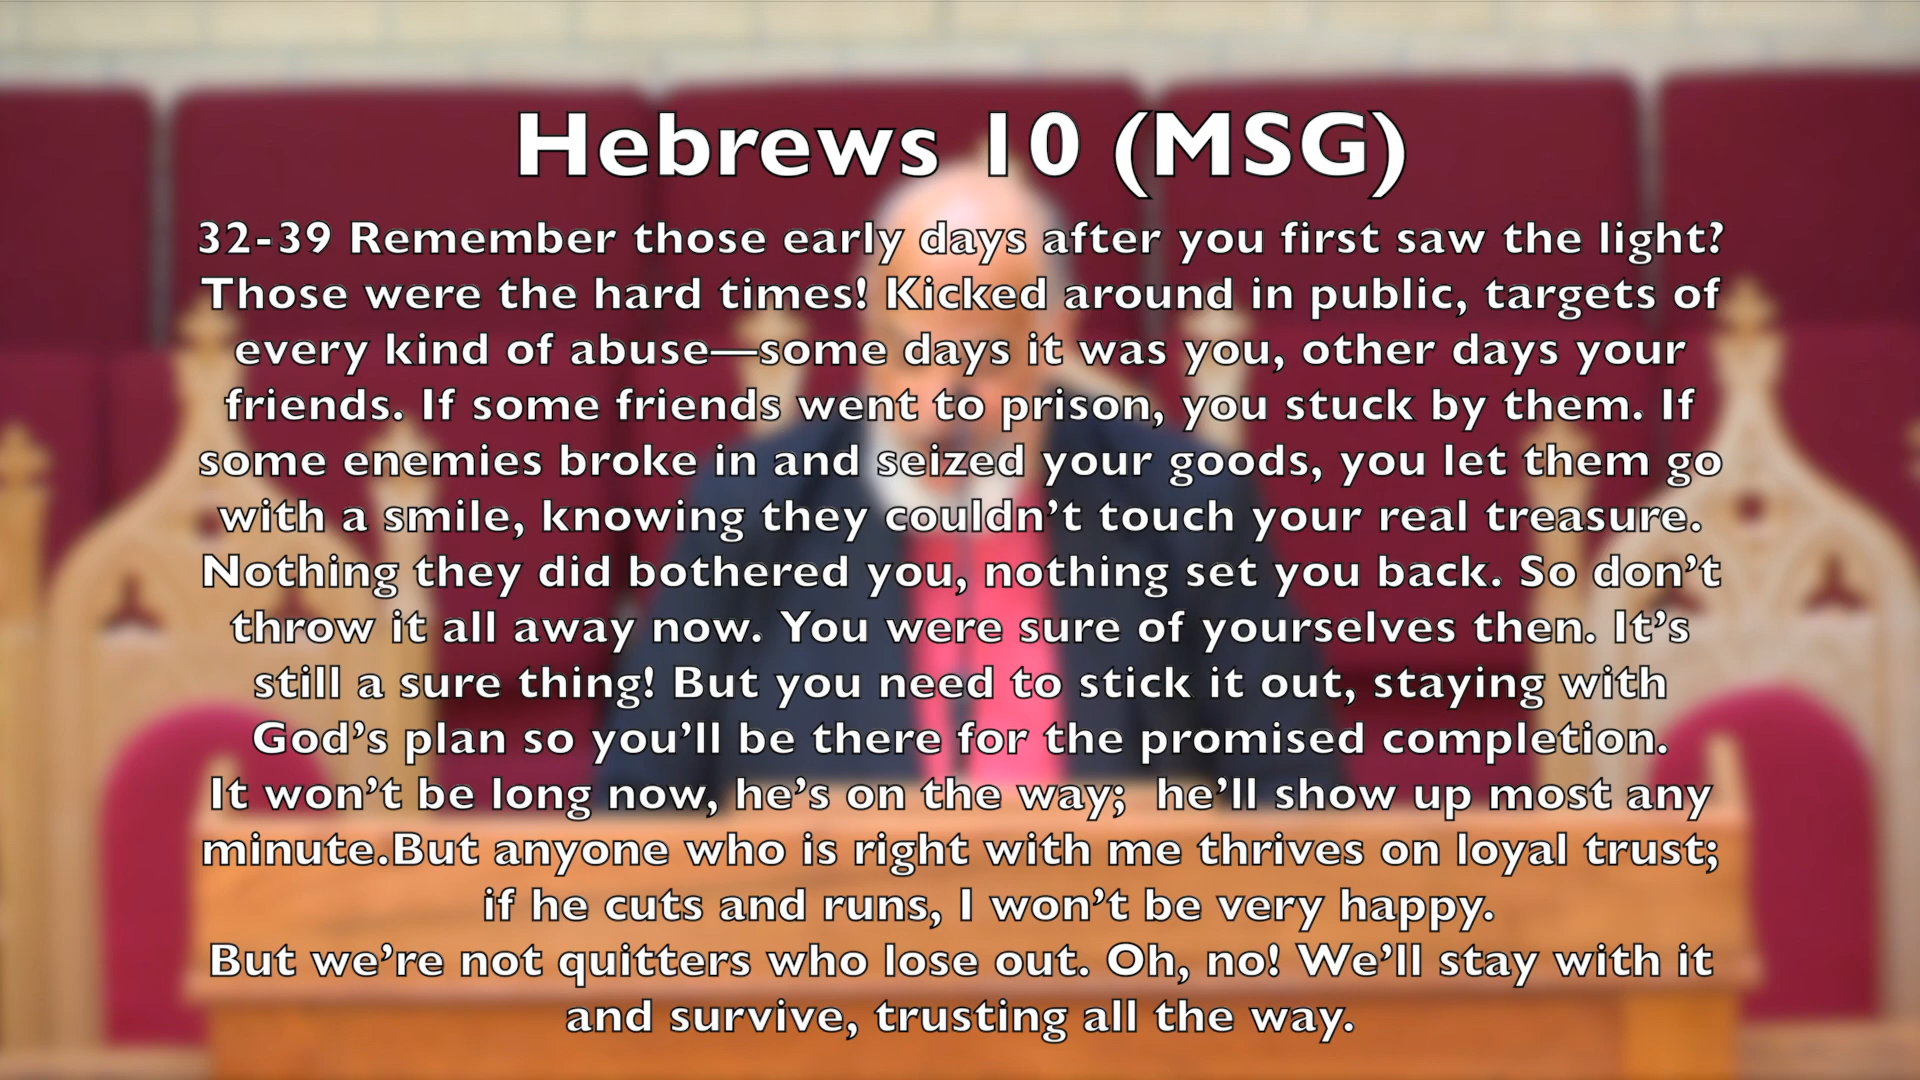 Hebrews 10 (MSG)
32-39 Remember those early days after you first saw the light?
Those were the hard times! Kicked around in public, targets of
every kind of abuse—some days it was you, other days your
friends. If some friends went to prison, you stuck by them. If
some enemies broke in and seized your goods, you let them go
with a smile, knowing they couldn’t touch your real treasure.
Nothing they did bothered you, nothing set you back. So don’t
throw it all away now. You were sure of yourselves then. It’s
still a sure thing! But you need to stick it out, staying with
God’s plan so you’ll be there for the promised completion.
It won’t be long now, he’s on the way;  he’ll show up most any
minute.But anyone who is right with me thrives on loyal trust;
if he cuts and runs, I won’t be very happy.
But we’re not quitters who lose out. Oh, no! We’ll stay with it
and survive, trusting all the way.